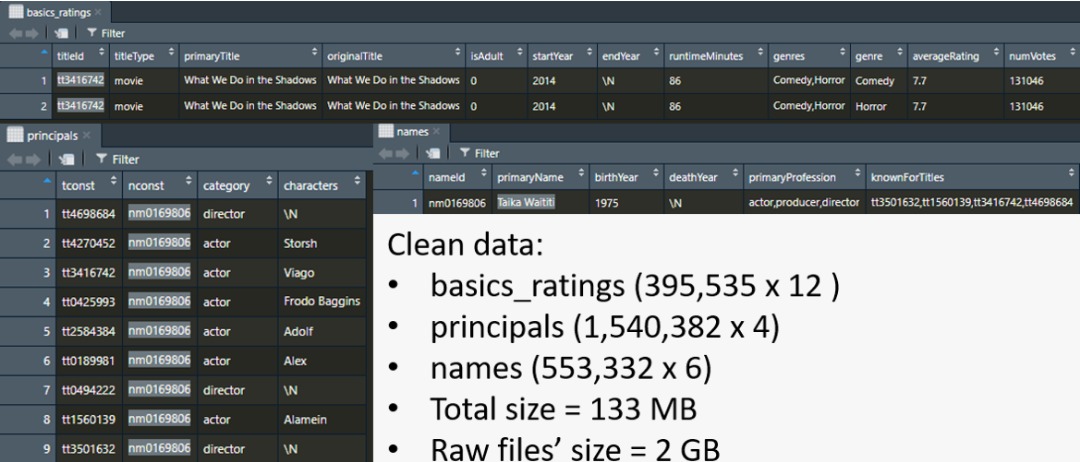 basics_ratings ×
Filter
titleId titleType primaryTitle originalTitle isAdult startYear endYear runtimeMinutes genres genre averageRating numVotes
1 tt3416742 movie What We Do in the Shadows What We Do in the Shadows 0 2014 \N 86 Comedy,Horror Comedy 7.7 131046
2 tt3416742 movie What We Do in the Shadows What We Do in the Shadows 0 2014 \N 86 Comedy,Horror Horror 7.7 131046
principals ×
Filter
tconst nconst category characters
1 tt4698684 nm0169806 director \N
2 tt4270452 nm0169806 actor Storsh
3 tt3416742 nm0169806 actor Viago
4 tt0425993 nm0169806 actor Frodo Baggins
5 tt2584384 nm0169806 actor Adolf
6 tt0189981 nm0169806 actor Alex
7 tt0494222 nm0169806 director \N
8 tt1560139 nm0169806 actor Alamein
9 tt3501632 nm0169806 director \N
names ×
Filter
nameId primaryName birthYear deathYear primaryProfession knownForTitles
1 nm0169806 Taika Waititi 1975 \N actor,producer,director tt3501632,tt1560139,tt3416742,tt4698684
Clean data:
• basics_ratings (395,535 x 12 )
• principals (1,540,382 x 4)
• names (553,332 x 6)
• Total size = 133 MB
• Raw files’ size = 2 GB